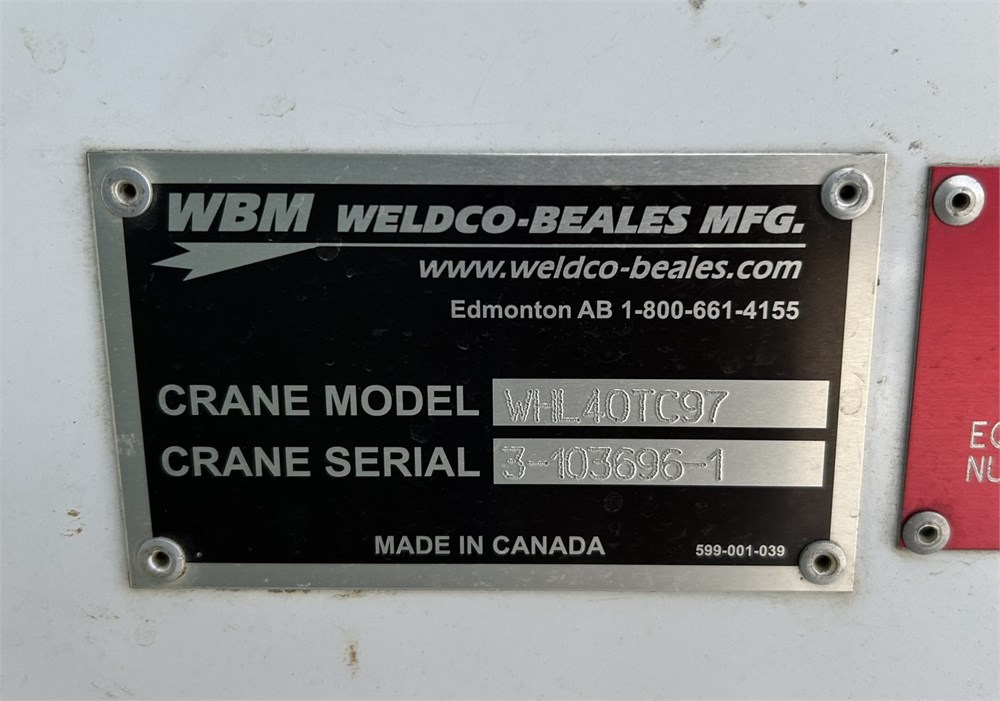 WBM WELDCO-BEALES MFG.
www.weldco-beales.com
Edmonton AB 1-800-661-4155
CRANE MODEL WHL40TC97
CRANE SERIAL 3-103696-1
MADE IN CANADA 599-001-039